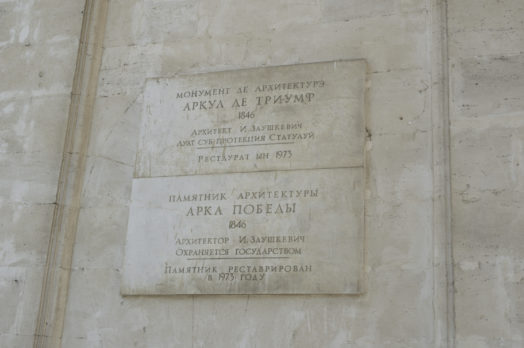 МОНУМЕНТ ДЕ АРХИТЕКТУРЭ
АРКУЛ ДЕ ТРИУМФ
1846
АРХИТЕКТ И. ЗАУШКЕВИЧ
ЛУАТ СУБ ПРОТЕКЦИЯ СТАТУЛУЙ
РЕСТАУРАТ ЫН 1973
ПАМЯТНИК АРХИТЕКТУРЫ
АРКА ПОБЕДЫ
1846
АРХИТЕКТОР И. ЗАУШКЕВИЧ
ОХРАНЯЕТСЯ ГОСУДАРСТВОМ
ПАМЯТНИК РЕСТАВРИРОВАН
В 1973 ГОДУ